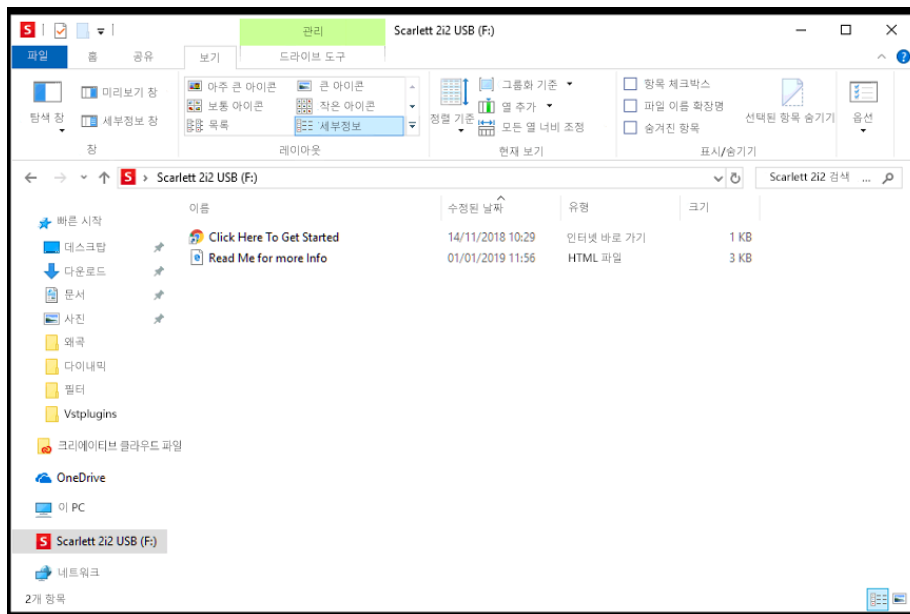 관리 Scarlett 2i2 USB (F:)
파일 홈 공유 보기 드라이브 도구
탐색 창
미리보기 창
세부정보 창
창
아주 큰 아이콘 큰 아이콘
보통 아이콘 작은 아이콘
목록 세부정보
레이아웃
정렬 기준
그룹화 기준
열 추가
모든 열 너비 조정
현재 보기
항목 체크박스
파일 이름 확장명
숨겨진 항목
선택된 항목 숨기기
표시/숨기기
옵션
Scarlett 2i2 USB (F:)
Scarlett 2i2 검색 ...
이름 수정된 날짜 유형 크기
Click Here To Get Started 14/11/2018 10:29 인터넷 바로 가기 1 KB
Read Me for more Info 01/01/2019 11:56 HTML 파일 3 KB
빠른 시작
데스크탑
다운로드
문서
사진
왜곡
다이내믹
필터
Vstplugins
크리에이티브 클라우드 파일
OneDrive
이 PC
Scarlett 2i2 USB (F:)
네트워크
2개 항목